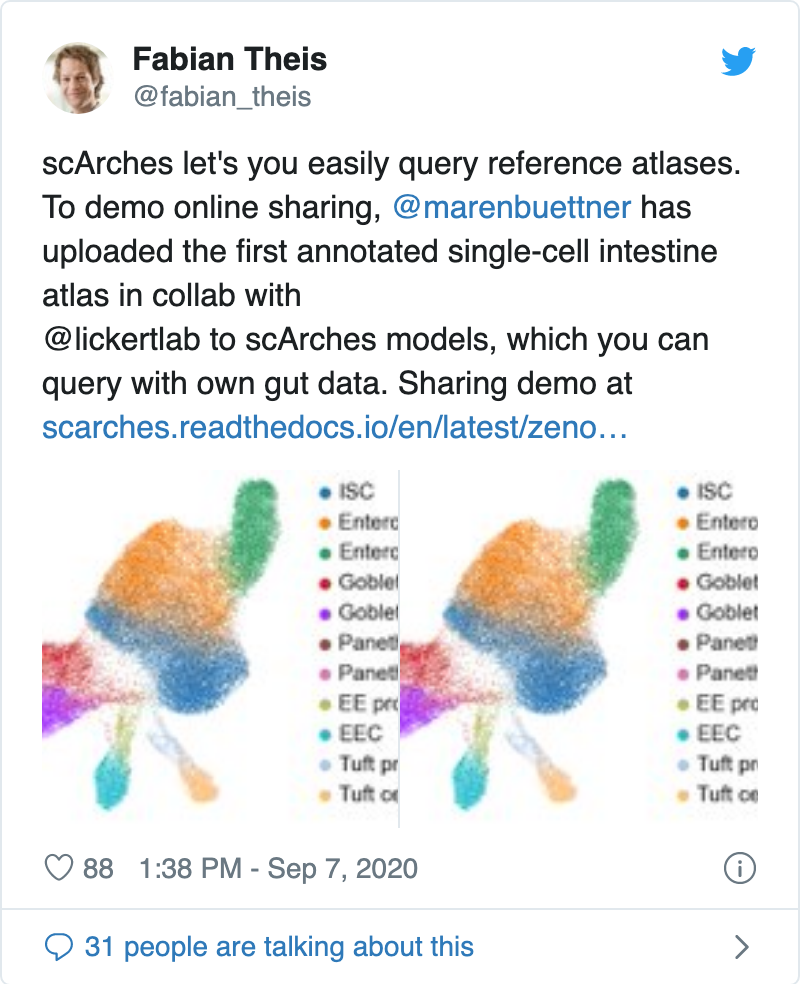 Fabian Theis
@fabian_theis
scArches let's you easily query reference atlases.
To demo online sharing, @marenbuettner has
uploaded the first annotated single-cell intestine
atlas in collab with
@lickertlab to scArches models, which you can
query with own gut data. Sharing demo at
scarches.readthedocs.io/en/latest/zeno…
ISC
Entero
Entero
Goblet
Goblet
Paneth
Paneth
EE pro
EEC
Tuft pr
Tuft ce
ISC
Entero
Entero
Goblet
Goblet
Paneth
Paneth
EE pro
EEC
Tuft pr
Tuft ce
88 1:38 PM - Sep 7, 2020
31 people are talking about this